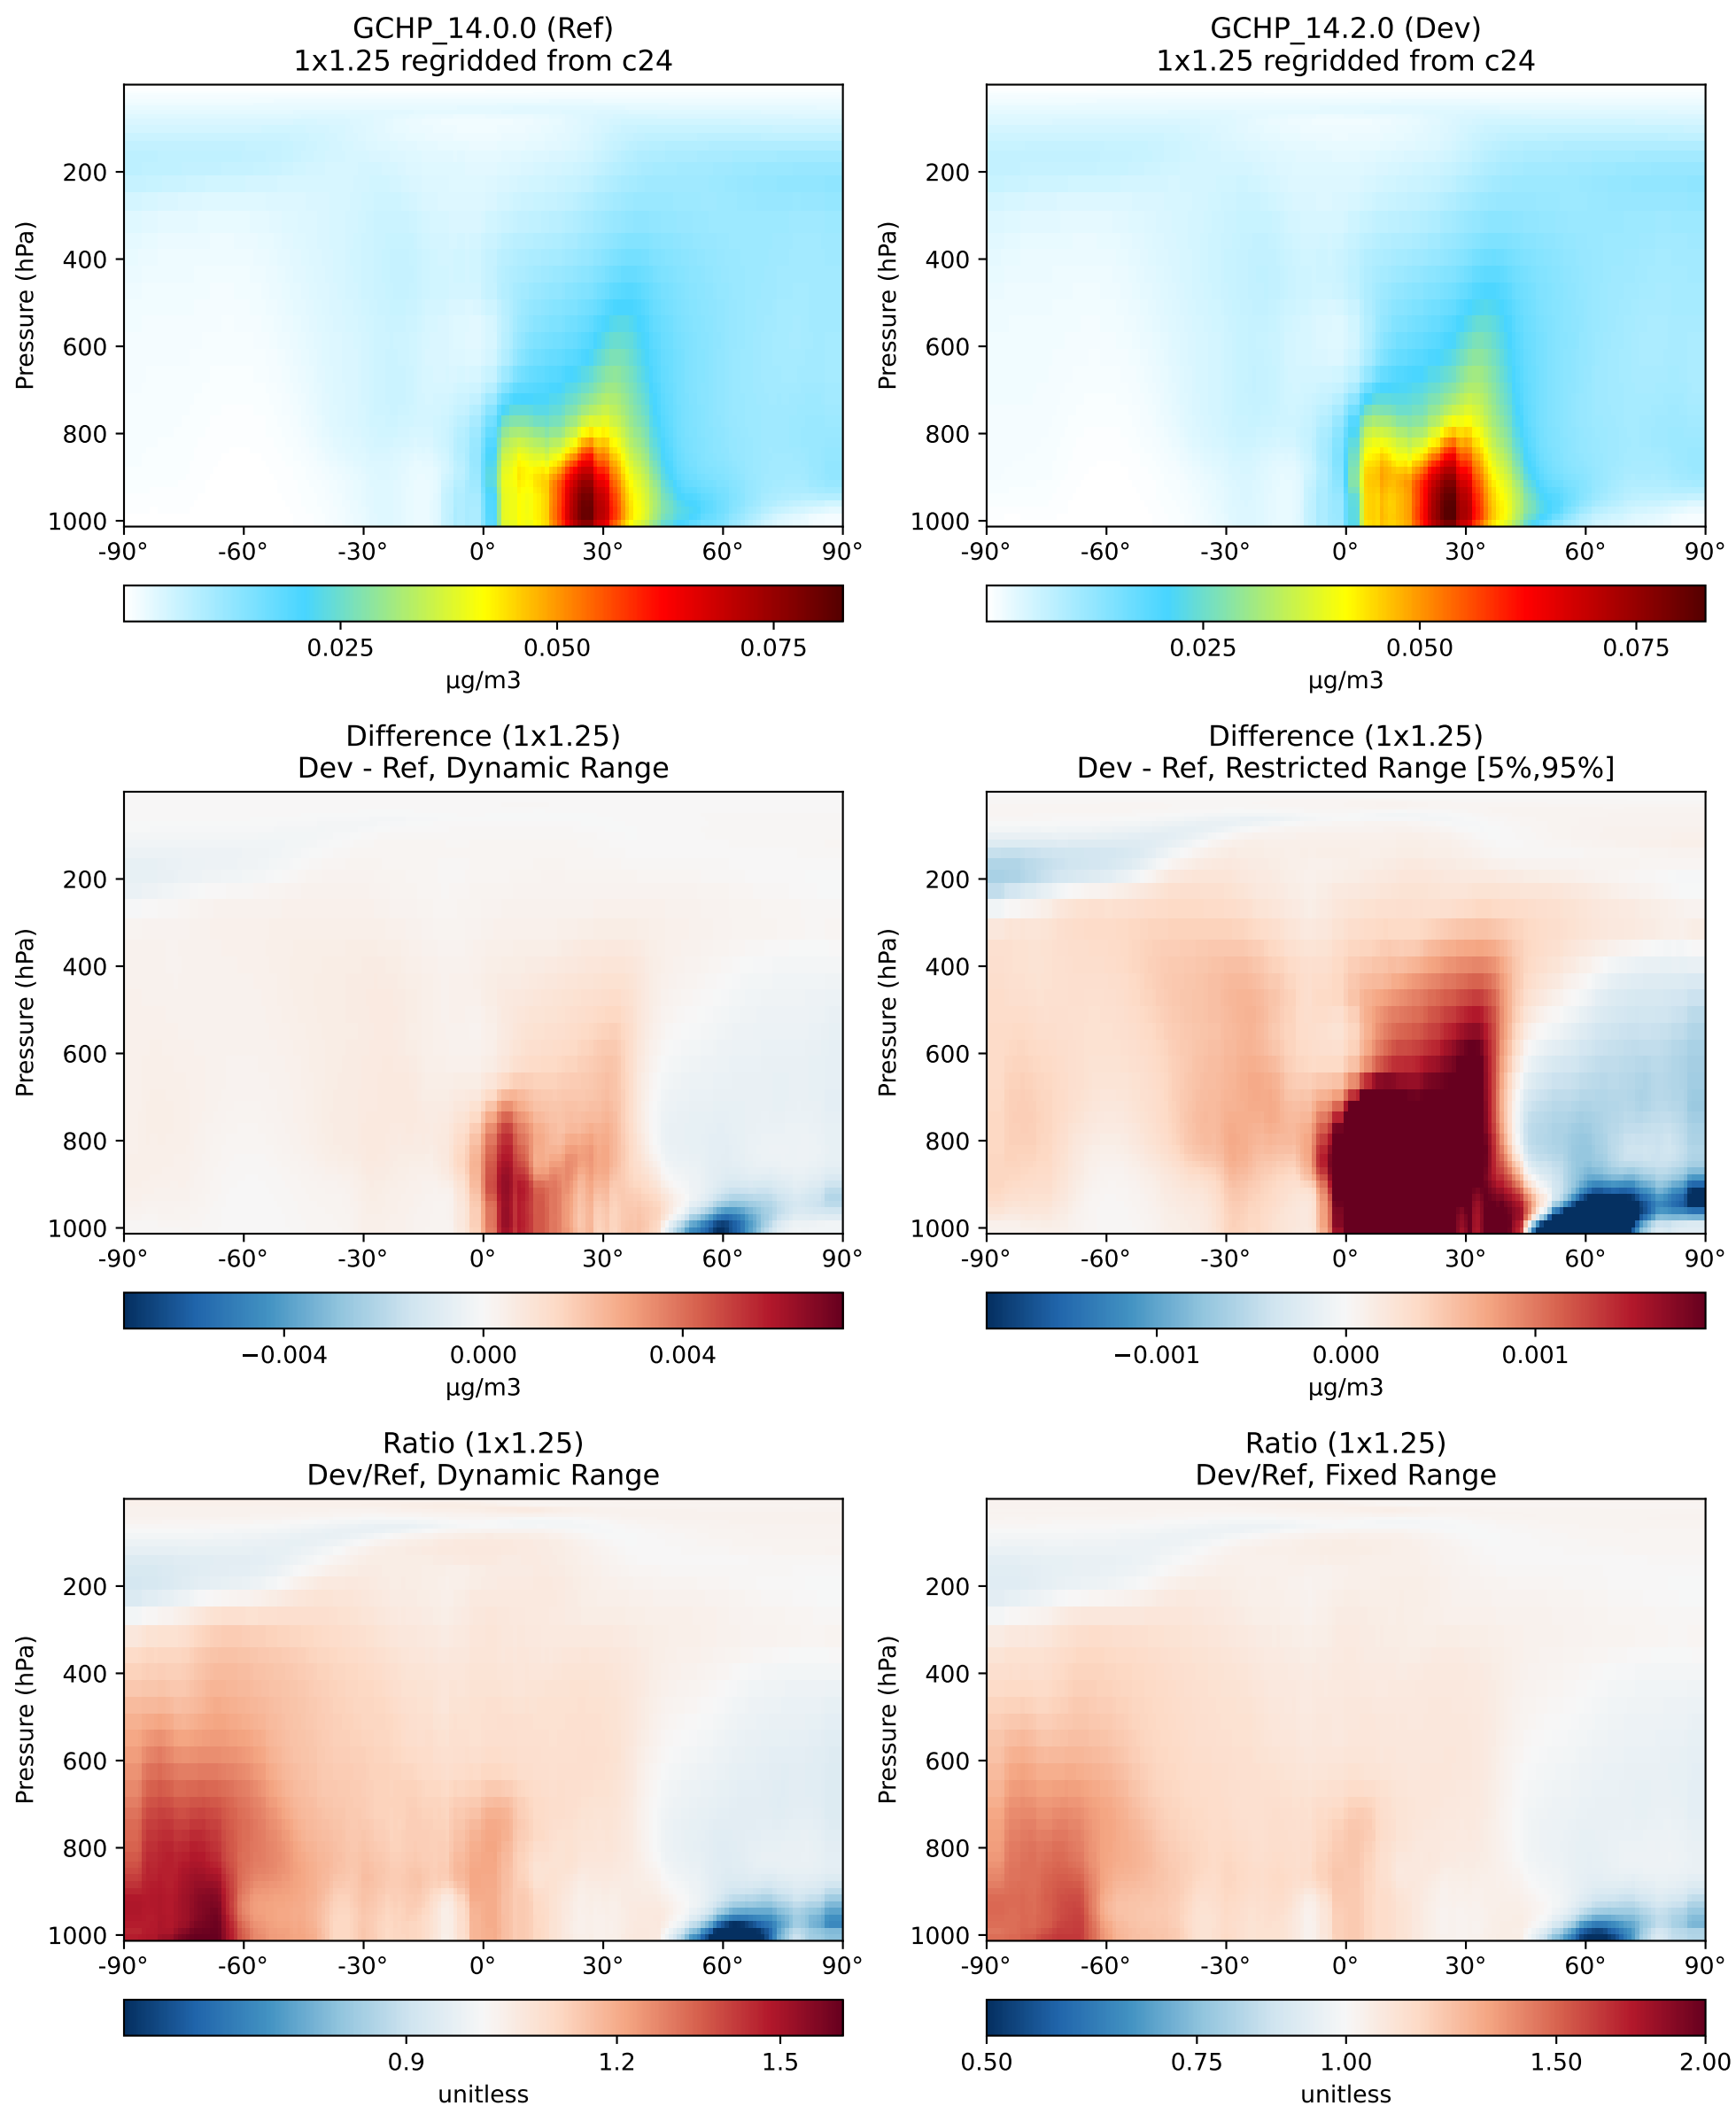 GCHP_14.0.0 (Ref)
1x1.25 regridded from c24
Pressure (hPa)
200
400
600
800
1000
-90° -60° -30° 0° 30° 60° 90°
0.025 0.050 0.075
μg/m3
GCHP_14.2.0 (Dev)
1x1.25 regridded from c24
Pressure (hPa)
200
400
600
800
1000
-90° -60° -30° 0° 30° 60° 90°
0.025 0.050 0.075
μg/m3
Difference (1x1.25)
Dev - Ref, Dynamic Range
Pressure (hPa)
200
400
600
800
1000
-90° -60° -30° 0° 30° 60° 90°
−0.004 0.000 0.004
μg/m3
Difference (1x1.25)
Dev - Ref, Restricted Range [5%,95%]
Pressure (hPa)
200
400
600
800
1000
-90° -60° -30° 0° 30° 60° 90°
−0.001 0.000 0.001
μg/m3
Ratio (1x1.25)
Dev/Ref, Dynamic Range
Pressure (hPa)
200
400
600
800
1000
-90° -60° -30° 0° 30° 60° 90°
0.9 1.2 1.5
unitless
Ratio (1x1.25)
Dev/Ref, Fixed Range
Pressure (hPa)
200
400
600
800
1000
-90° -60° -30° 0° 30° 60° 90°
0.50 0.75 1.00 1.50 2.00
unitless